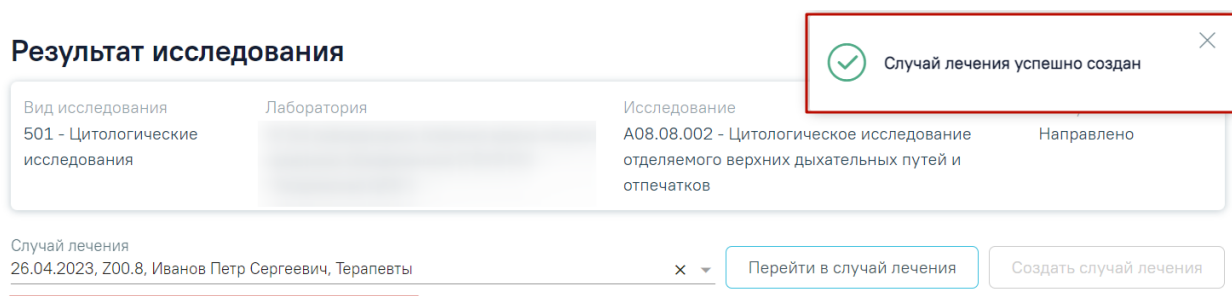 Результат исследования
Случай лечения успешно создан
Вид исследования
501 - Цитологические
исследования
Лаборатория
Исследование
A08.08.002 - Цитологическое исследование
отделяемого верхних дыхательных путей и
отпечатков
Направлено
Случай лечения
26.04.2023, Z00.8, Иванов Петр Сергеевич, Терапевты
Перейти в случай лечения
Создать случай лечения